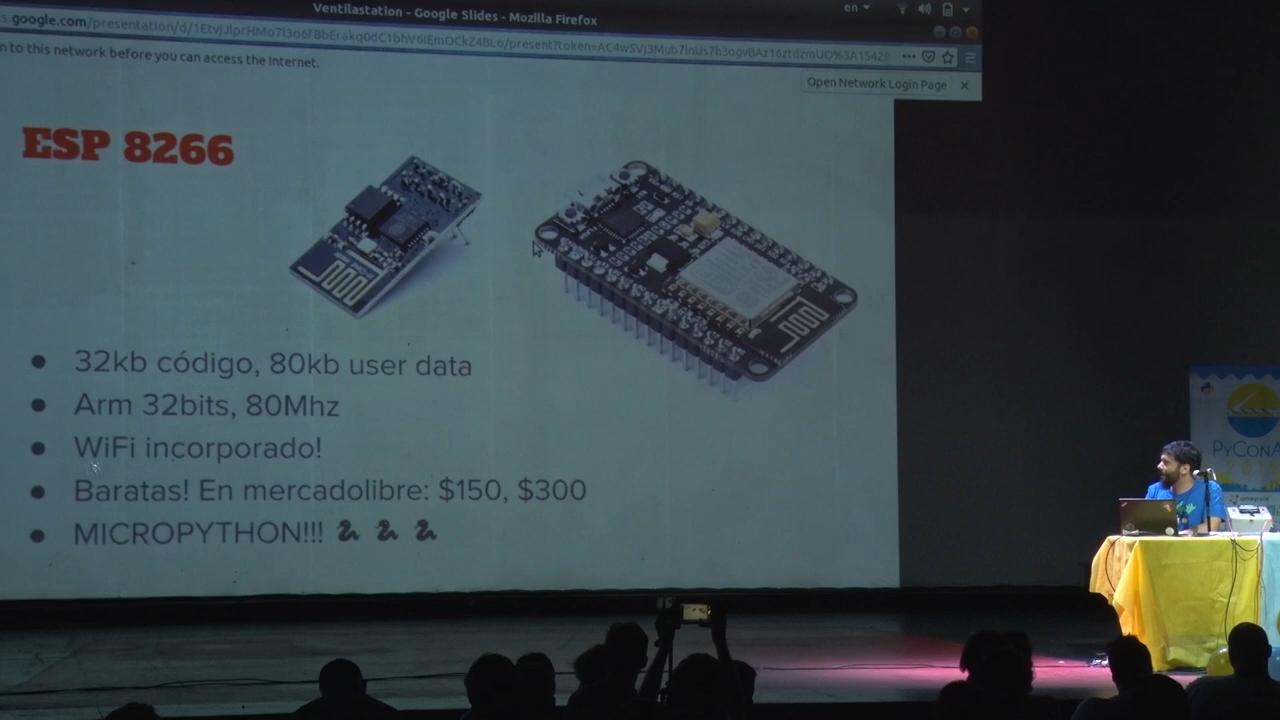 Ventilastation - Google Slides - Mozilla Firefox
en
n to this network before you can access the Internet.
Open Network Login Page
ESP 8266
32kb código, 80kb user data
Arm 32bits, 80Mhz
WiFi incorporado!
Baratas! En mercadolibre: $150, $300
MICROPYTHON!!!
PyConA